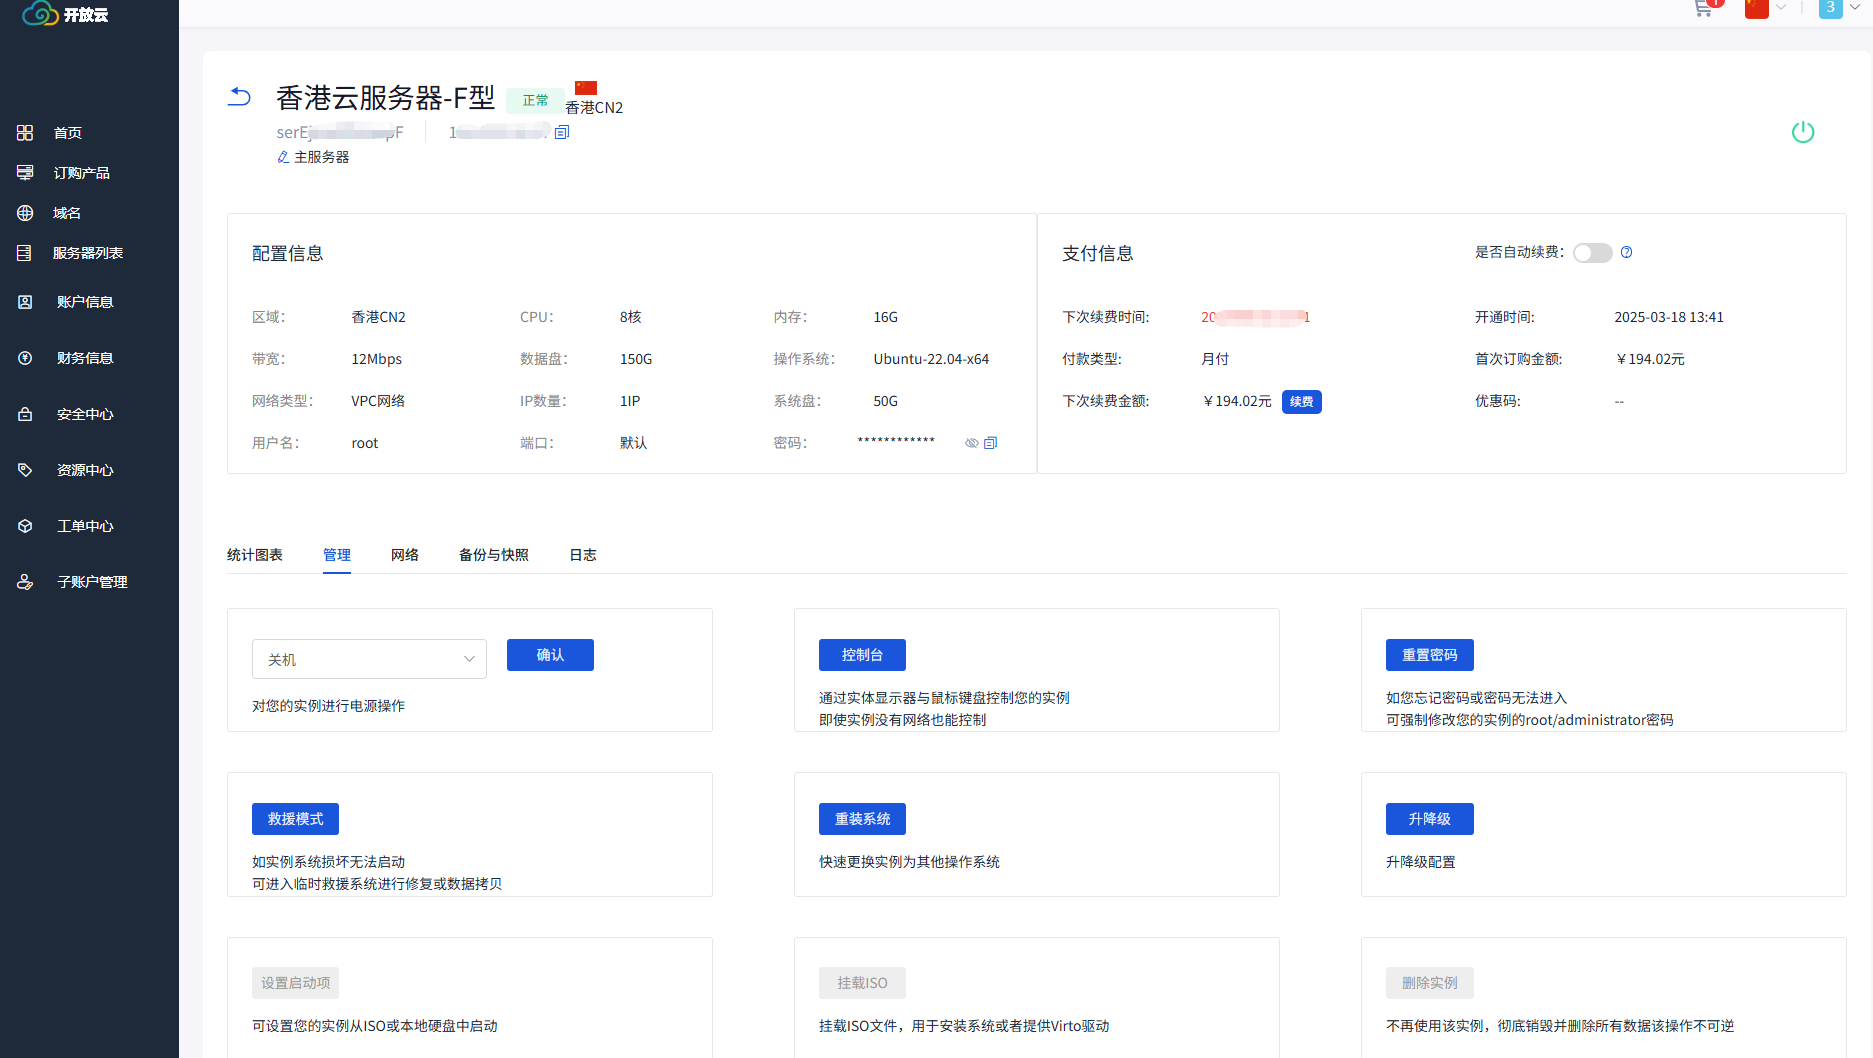 开放云
1
3
首页
订购产品
域名
服务器列表
账户信息
财务信息
安全中心
资源中心
工单中心
子账户管理
香港云服务器-F型 正常 香港CN2
主服务器
配置信息
区域： 香港CN2 CPU： 8核 内存： 16G
带宽： 12Mbps 数据盘： 150G 操作系统： Ubuntu-22.04-x64
网络类型： VPC网络 IP数量： 1IP 系统盘： 50G
用户名： root 端口： 默认 密码： ************
支付信息 是否自动续费：
下次续费时间: 开通时间: 2025-03-18 13:41
付款类型: 月付 首次订购金额: ￥194.02元
下次续费金额: ￥194.02元 续费 优惠码: --
统计图表 管理 网络 备份与快照 日志
关机 确认
对您的实例进行电源操作
控制台
通过实体显示器与鼠标键盘控制您的实例
即使实例没有网络也能控制
重置密码
如您忘记密码或密码无法进入
可强制修改您的实例的root/administrator密码
救援模式
如实例系统损坏无法启动
可进入临时救援系统进行修复或数据拷贝
重装系统
快速更换实例为其他操作系统
升降级
升降级配置
设置启动项
可设置您的实例从ISO或本地硬盘中启动
挂载ISO
挂载ISO文件，用于安装系统或者提供Virto驱动
删除实例
不再使用该实例，彻底销毁并删除所有数据该操作不可逆